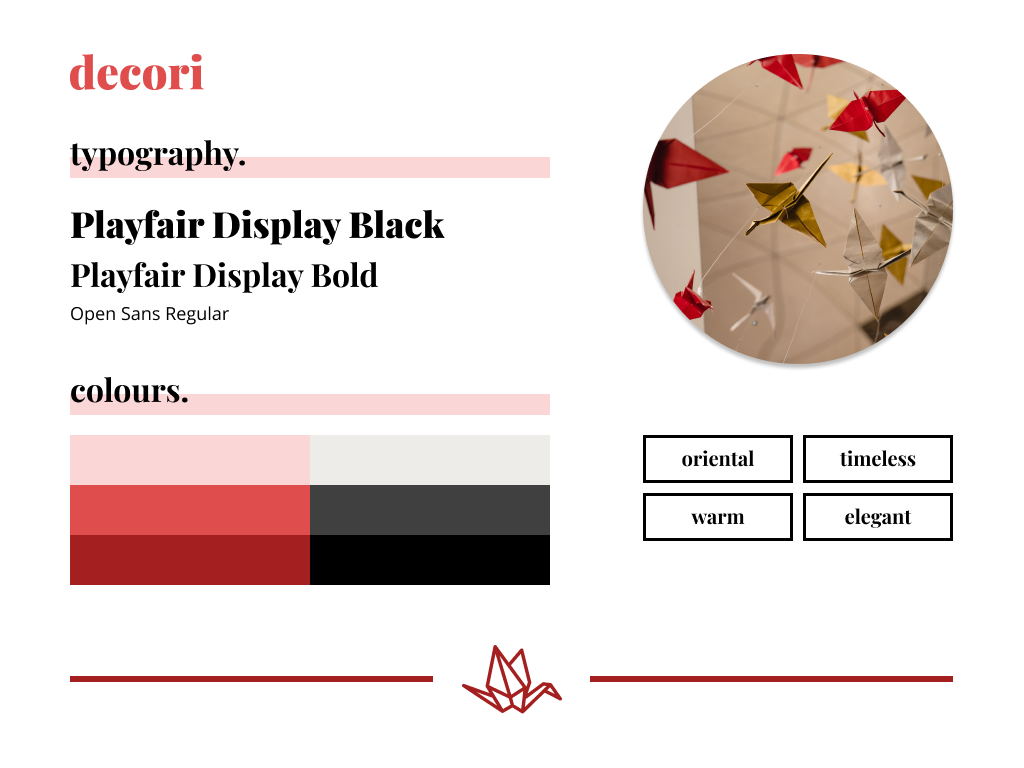 decori
typography.
Playfair Display Black
Playfair Display Bold
Open Sans Regular
colours.
oriental
timeless
warm
elegant